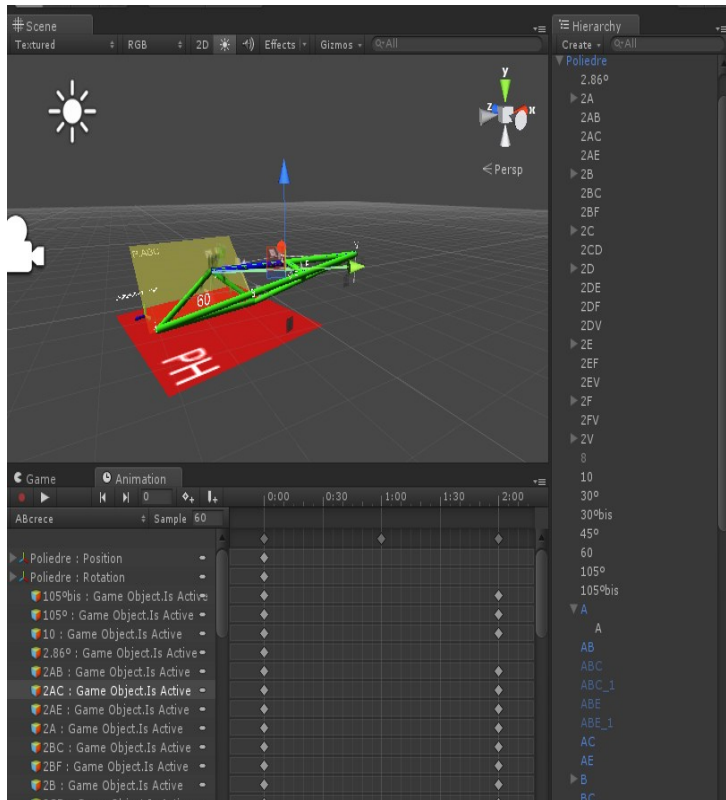 Scene
Textured RGB 2D Effects Gizmos All
y
z x
Persp
60
PH
Game Animation
0 0:00 0:30 1:00 1:30 2:00
ABcrece Sample 60
Poliedre : Position
Poliedre : Rotation
105ºbis : Game Object.Is Active
105º : Game Object.Is Active
10 : Game Object.Is Active
2.86º : Game Object.Is Active
2AB : Game Object.Is Active
2AC : Game Object.Is Active
2AE : Game Object.Is Active
2A : Game Object.Is Active
2BC : Game Object.Is Active
2BF : Game Object.Is Active
2B : Game Object.Is Active
Hierarchy
Create All
Poliedre
2.86º
2A
2AB
2AC
2AE
2B
2BC
2BF
2C
2CD
2D
2DE
2DF
2DV
2E
2EF
2EV
2F
2FV
2V
8
10
30º
30ºbis
45º
60
105º
105ºbis
A
A
AB
ABC
ABC_1
ABE
ABE_1
AC
AE
B
BC